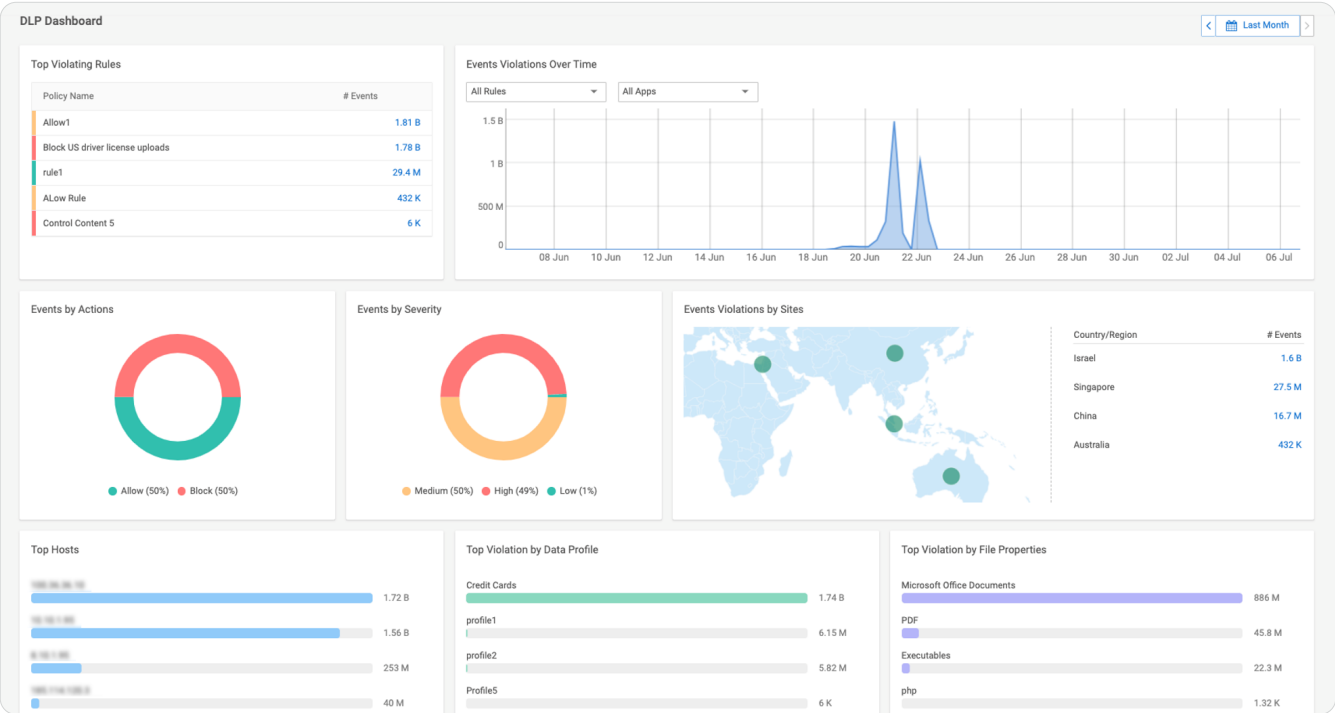 DLP Dashboard
Last Month
Top Violating Rules
Policy Name # Events
Allow1 1.81 B
Block US driver license uploads 1.78 B
rule1 29.4 M
ALow Rule 432 K
Control Content 5 6 K
Events Violations Over Time
All Rules All Apps
1.5 B
1 B
500 M
0
08 Jun 10 Jun 12 Jun 14 Jun 16 Jun 18 Jun 20 Jun 22 Jun 24 Jun 26 Jun 28 Jun 30 Jun 02 Jul 04 Jul 06 Jul
Events by Actions
Allow (50%) Block (50%)
Events by Severity
Medium (50%) High (49%) Low (1%)
Events Violations by Sites
Country/Region # Events
Israel 1.6 B
Singapore 27.5 M
China 16.7 M
Australia 432 K
Top Hosts
1.72 B
1.56 B
253 M
40 M
Top Violation by Data Profile
Credit Cards
1.74 B
profile1
6.15 M
profile2
5.82 M
Profile5
6 K
Top Violation by File Properties
Microsoft Office Documents
886 M
PDF
45.8 M
Executables
22.3 M
php
1.32 K